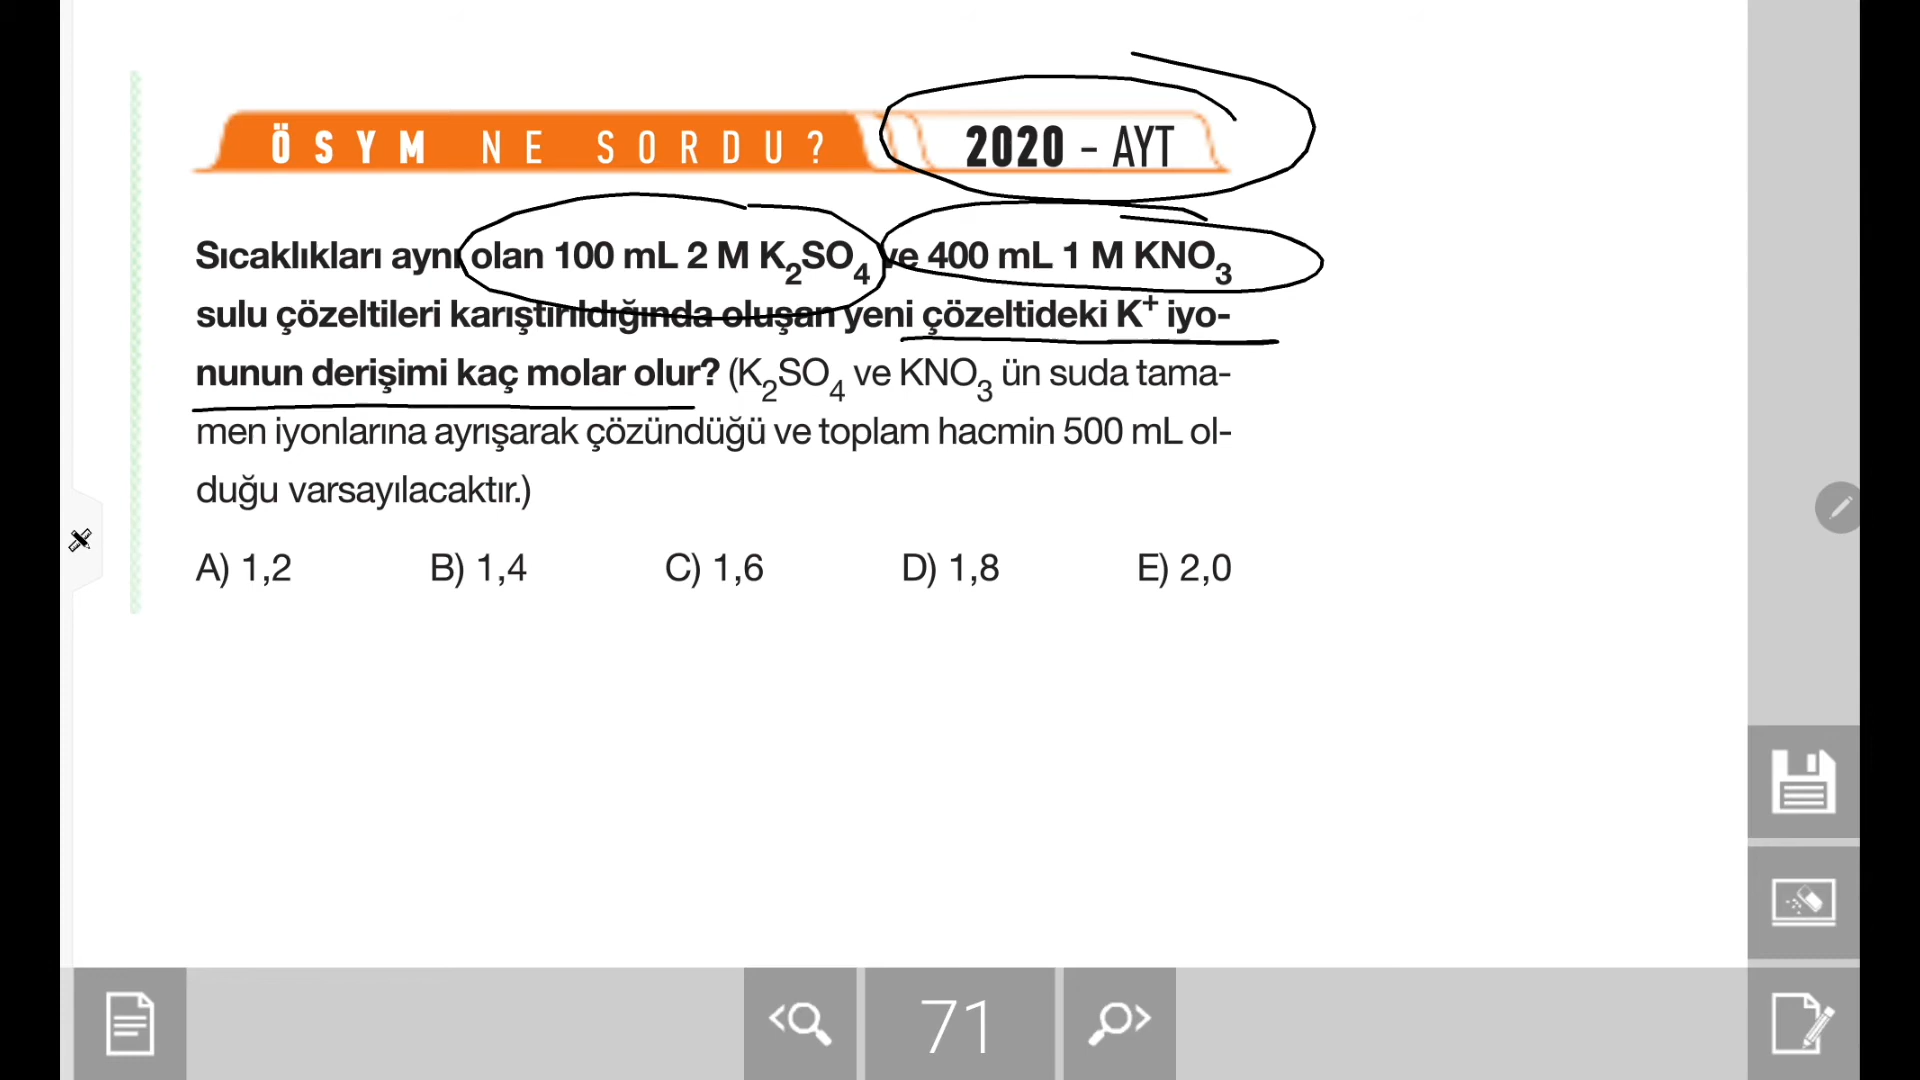 ÖSYM NE SORDU? 2020 - AYT
Sıcaklıkları aynı olan 100 mL 2 M K₂SO₄ ve 400 mL 1 M KNO₃
sulu çözeltileri karıştırıldığında oluşan yeni çözeltideki K⁺ iyo-
nunun derişimi kaç molar olur? (K₂SO₄ ve KNO₃ ün suda tama-
men iyonlarına ayrışarak çözündüğü ve toplam hacmin 500 mL ol-
duğu varsayılacaktır.)
A) 1,2 B) 1,4 C) 1,6 D) 1,8 E) 2,0
71